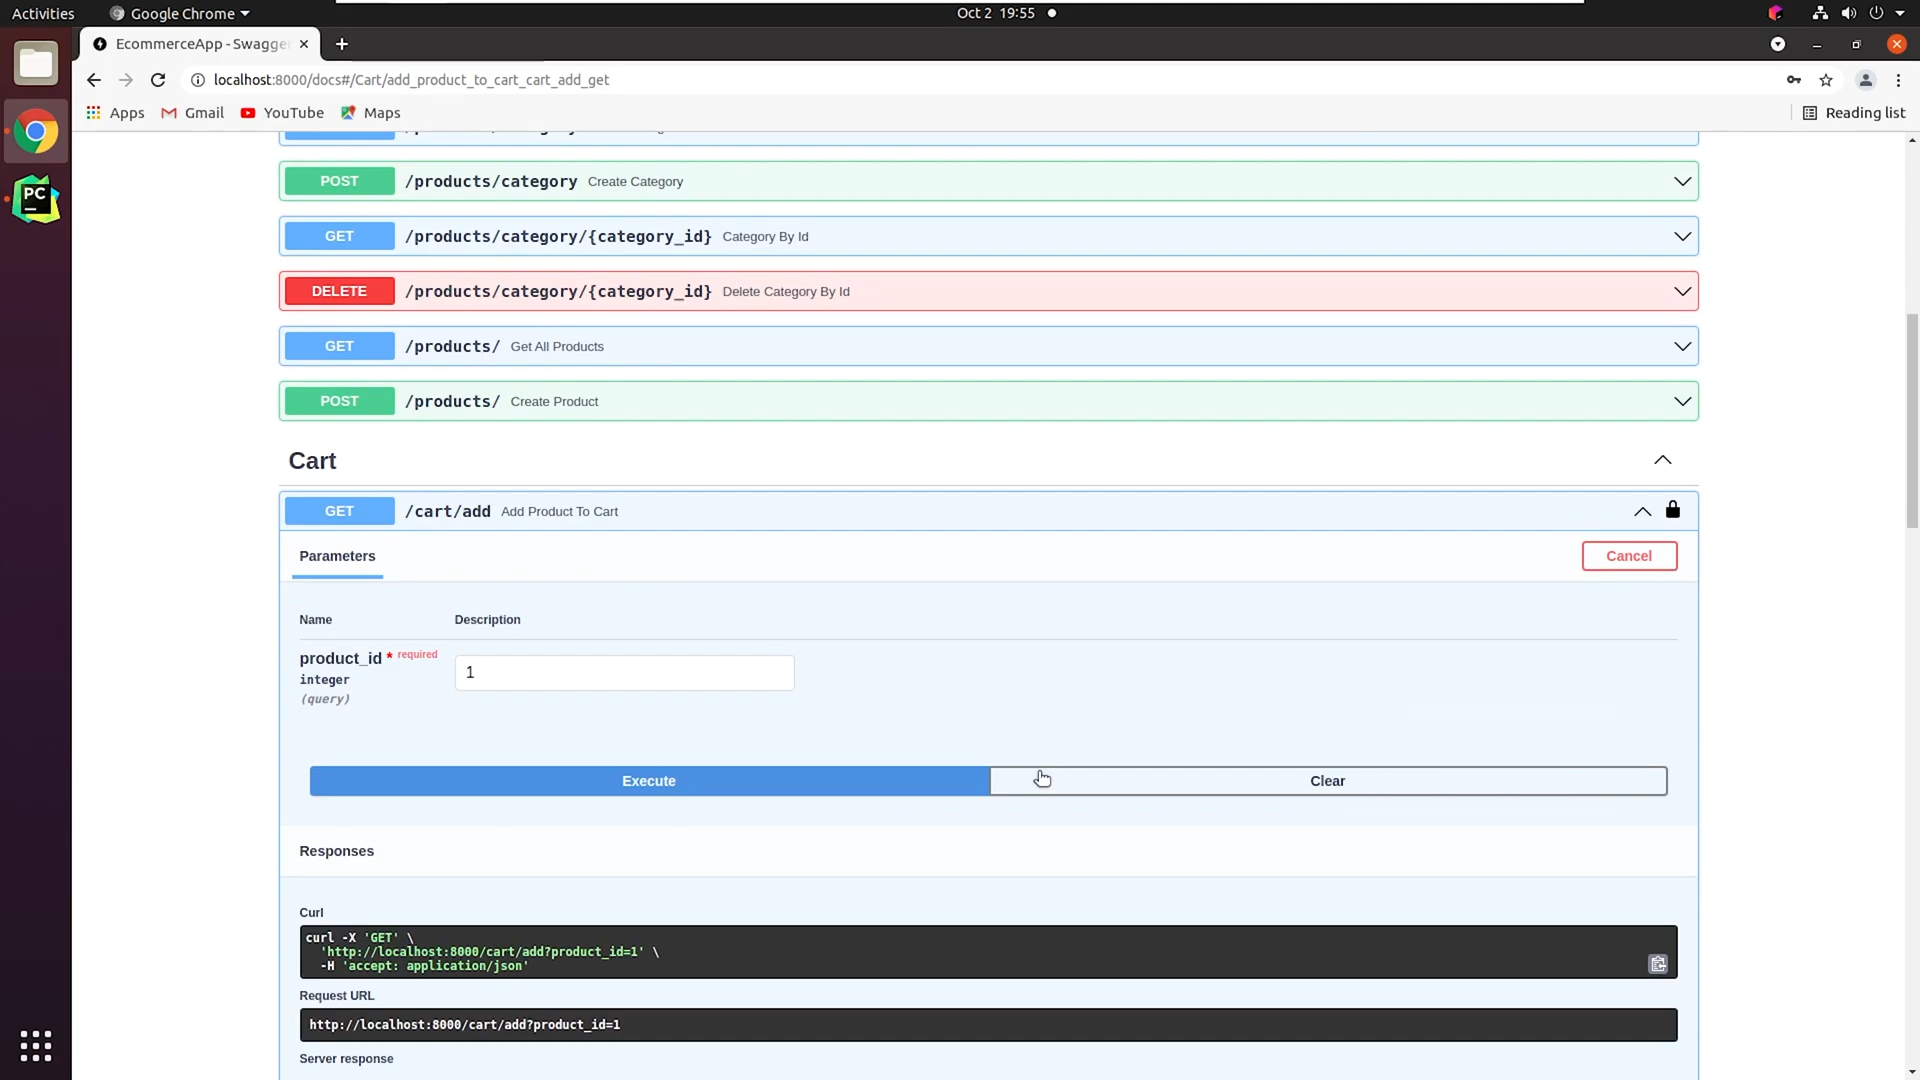 Activities
Google Chrome
Oct 2 19:55
EcommerceApp - Swagge
localhost:8000/docs#/Cart/add_product_to_cart_cart_add_get
Apps
Gmail
YouTube
Maps
Reading list
POST /products/category Create Category
GET /products/category/{category_id} Category By Id
DELETE /products/category/{category_id} Delete Category By Id
GET /products/ Get All Products
POST /products/ Create Product
Cart
GET /cart/add Add Product To Cart
Parameters
Cancel
Name
Description
product_id * required
1
integer
(query)
Execute
Clear
Responses
Curl
curl -X 'GET' \
'http://localhost:8000/cart/add?product_id=1' \
-H 'accept: application/json'
Request URL
http://localhost:8000/cart/add?product_id=1
Server response
PC